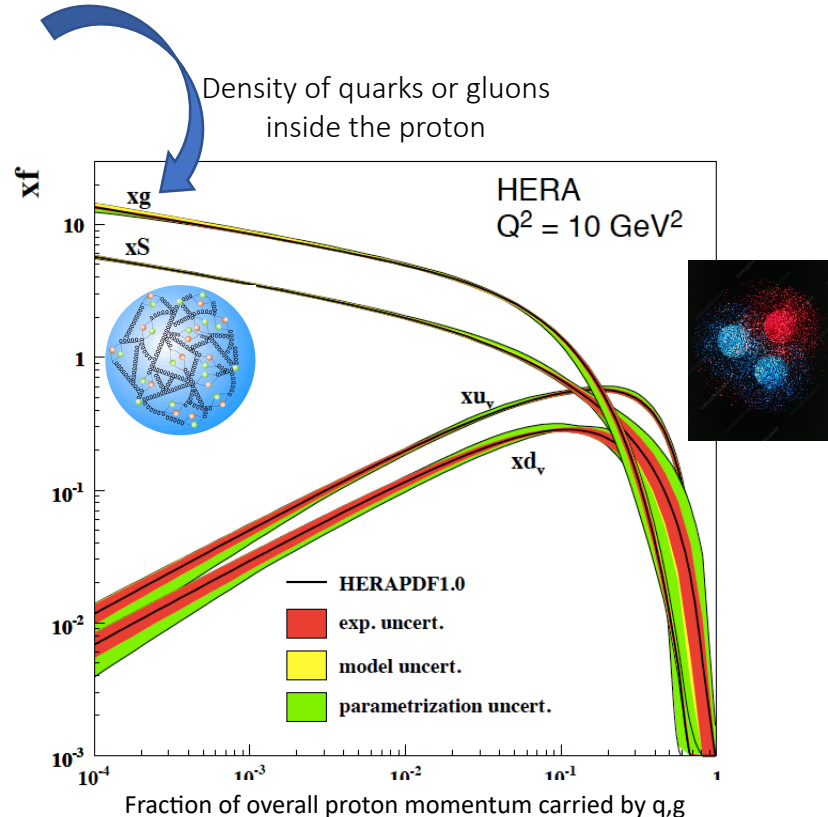 Density of quarks or gluons
inside the proton
xf
HERA
Q² = 10 GeV²
xg
xS
xuᵥ
xdᵥ
HERAPDF1.0
exp. uncert.
model uncert.
parametrization uncert.
10
1
10⁻¹
10⁻²
10⁻³
10⁻⁴ 10⁻³ 10⁻² 10⁻¹ 1
Fraction of overall proton momentum carried by q,g